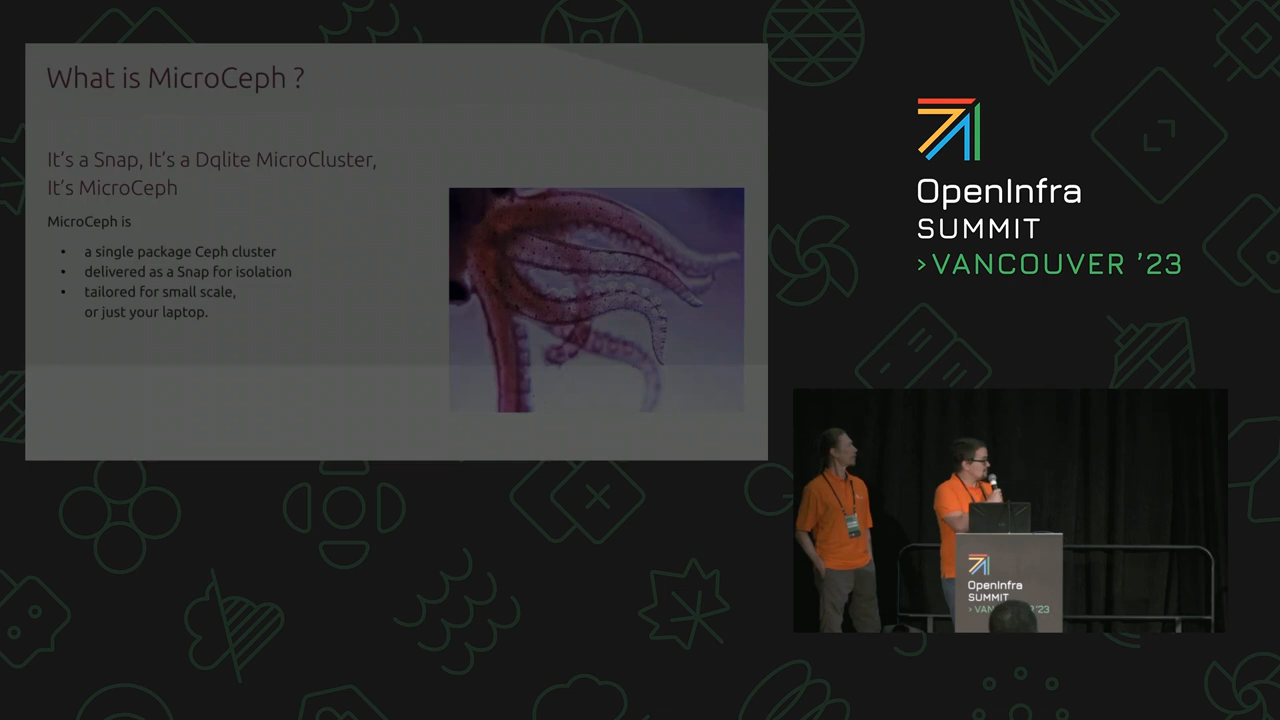 What is MicroCeph ?
It's a Snap, It's a Dqlite MicroCluster,
It's MicroCeph
MicroCeph is
• a single package Ceph cluster
• delivered as a Snap for isolation
• tailored for small scale,
or just your laptop.
OpenInfra
SUMMIT
>VANCOUVER '23
OpenInfra
SUMMIT
'23